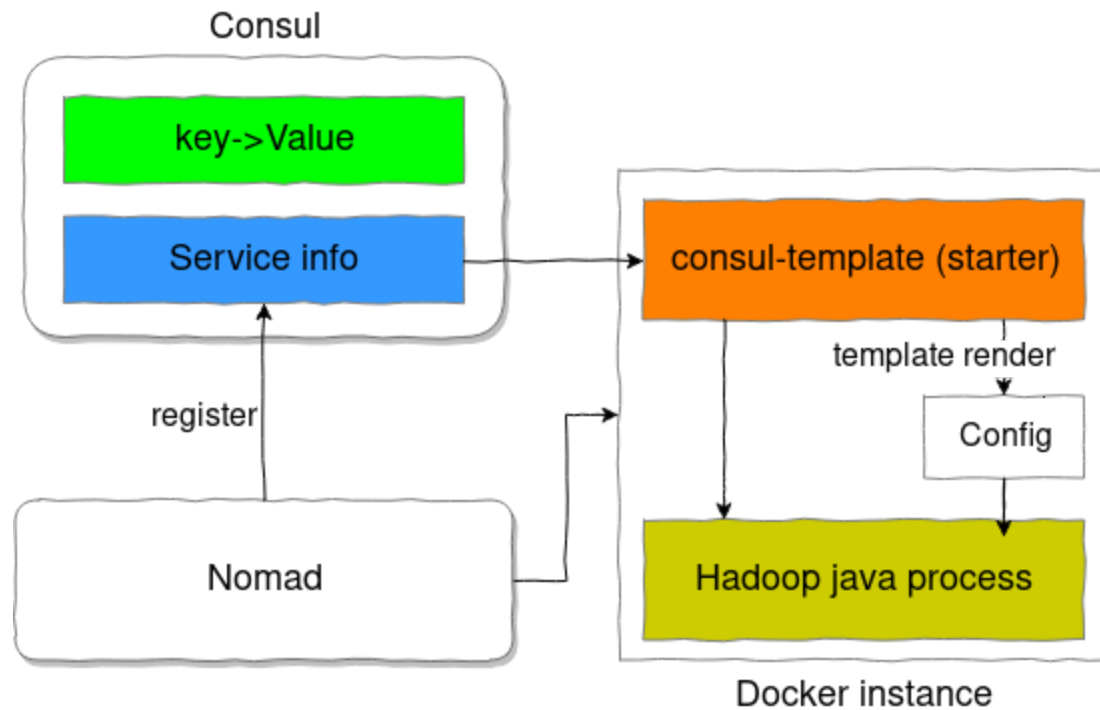 Consul
key->Value
Service info
consul-template (starter)
template render
register
Config
Nomad
Hadoop java process
Docker instance